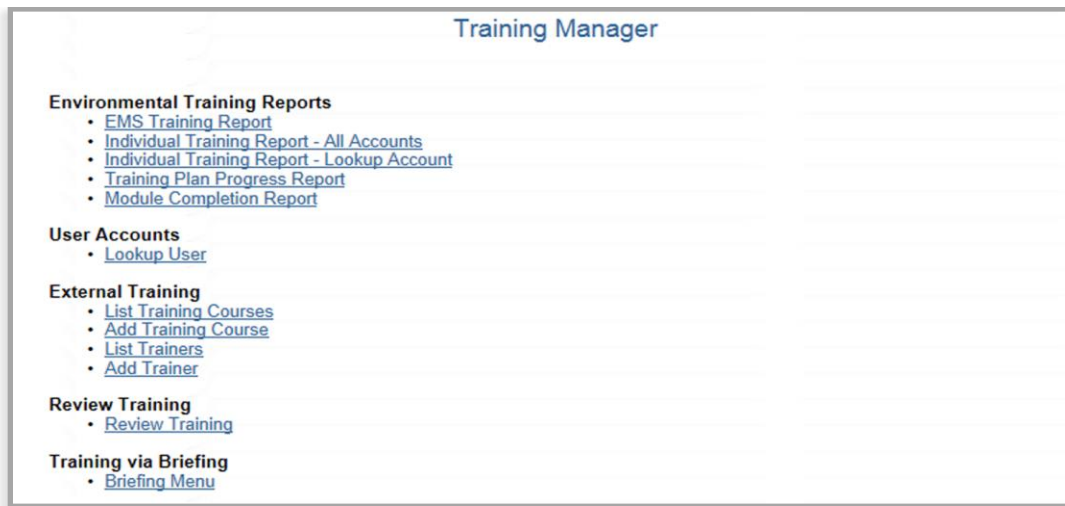 Training Manager
Environmental Training Reports
• EMS Training Report
• Individual Training Report - All Accounts
• Individual Training Report - Lookup Account
• Training Plan Progress Report
• Module Completion Report
User Accounts
• Lookup User
External Training
• List Training Courses
• Add Training Course
• List Trainers
• Add Trainer
Review Training
• Review Training
Training via Briefing
• Briefing Menu